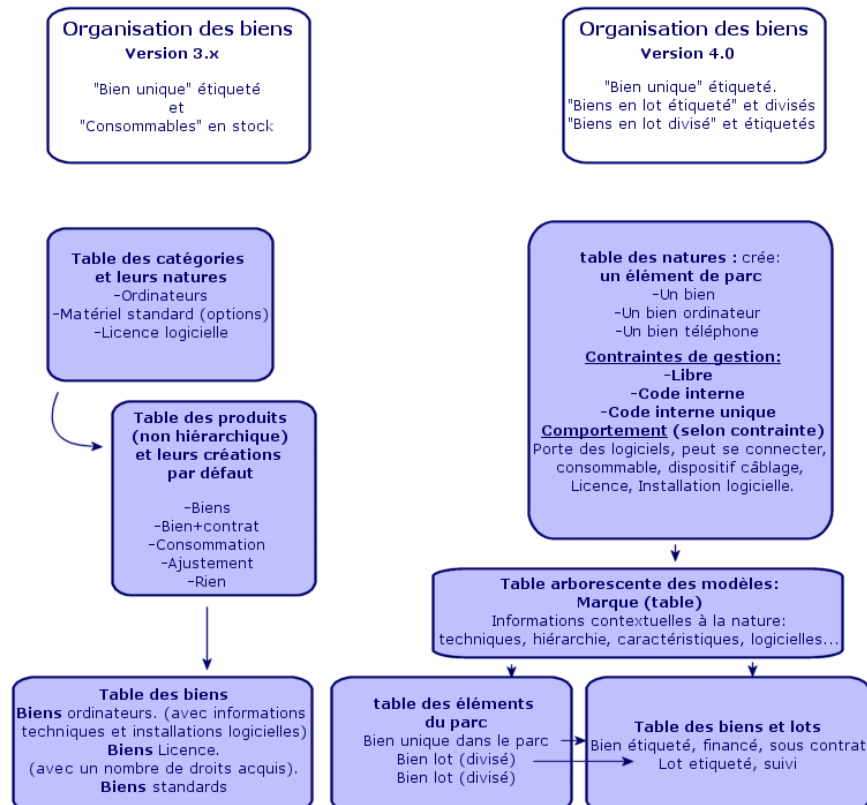 Organisation des biens
Version 3.x
"Bien unique" étiqueté
et
"Consommables" en stock
Organisation des biens
Version 4.0
"Bien unique" étiqueté.
"Biens en lot étiqueté" et divisés
"Biens en lot divisé" et étiquetés
Table des catégories
et leurs natures
-Ordinateurs
-Matériel standard (options)
-Licence logicielle
Table des produits
(non hiérarchique)
et leurs créations
par défaut
-Biens
-Bien+contrat
-Consommation
-Ajustement
-Rien
Table des biens
Biens ordinateurs. (avec informations
techniques et installations logicielles)
Biens Licence.
(avec un nombre de droits acquis).
Biens standards
table des natures : crée:
un élément de parc
-Un bien
-Un bien ordinateur
-Un bien téléphone
Contraintes de gestion:
-Libre
-Code interne
-Code interne unique
Comportement (selon contrainte)
Porte des logiciels, peut se connecter,
consommable, dispositif câblage,
Licence, Installation logicielle.
Table arborescente des modèles:
Marque (table)
Informations contextuelles à la nature:
techniques, hiérarchie, caractéristiques, logicielles...
table des éléments
du parc
Bien unique dans le parc
Bien lot (divisé)
Bien lot (divisé)
Table des biens et lots
Bien étiqueté, financé, sous contrat
Lot etiqueté, suivi